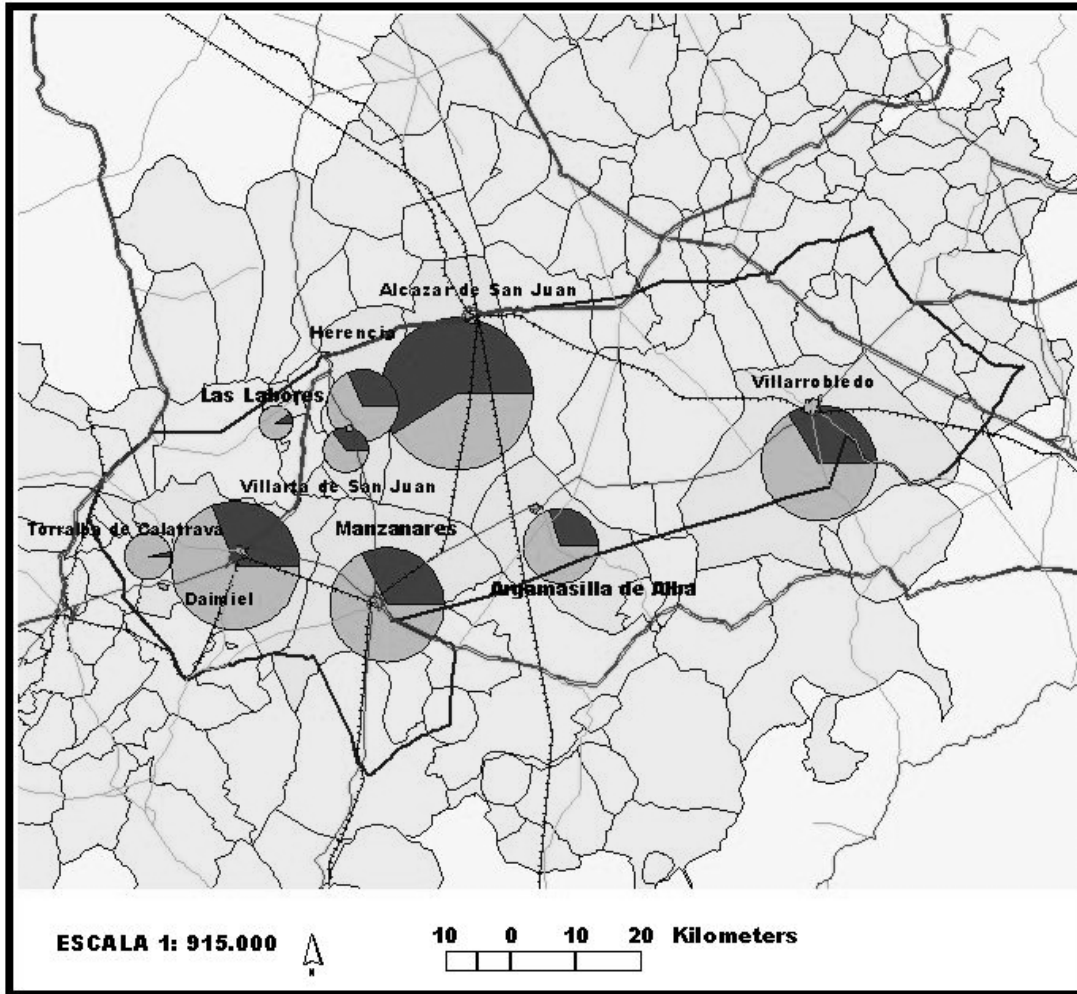 Alcazar de San Juan
Herencia
Las Labores
Villarrobledo
Villarta de San Juan
Torralba de Calatrava
Manzanares
Daimiel
Argamasilla de Alba
ESCALA 1: 915.000
N
10 0 10 20 Kilometers